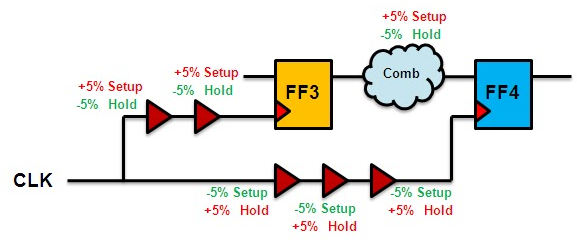 +5% Setup
-5% Hold
+5% Setup
-5% Hold
+5% Setup
-5% Hold
FF3
Comb
FF4
CLK
-5% Setup
+5% Hold
-5% Setup
+5% Hold
-5% Setup
+5% Hold